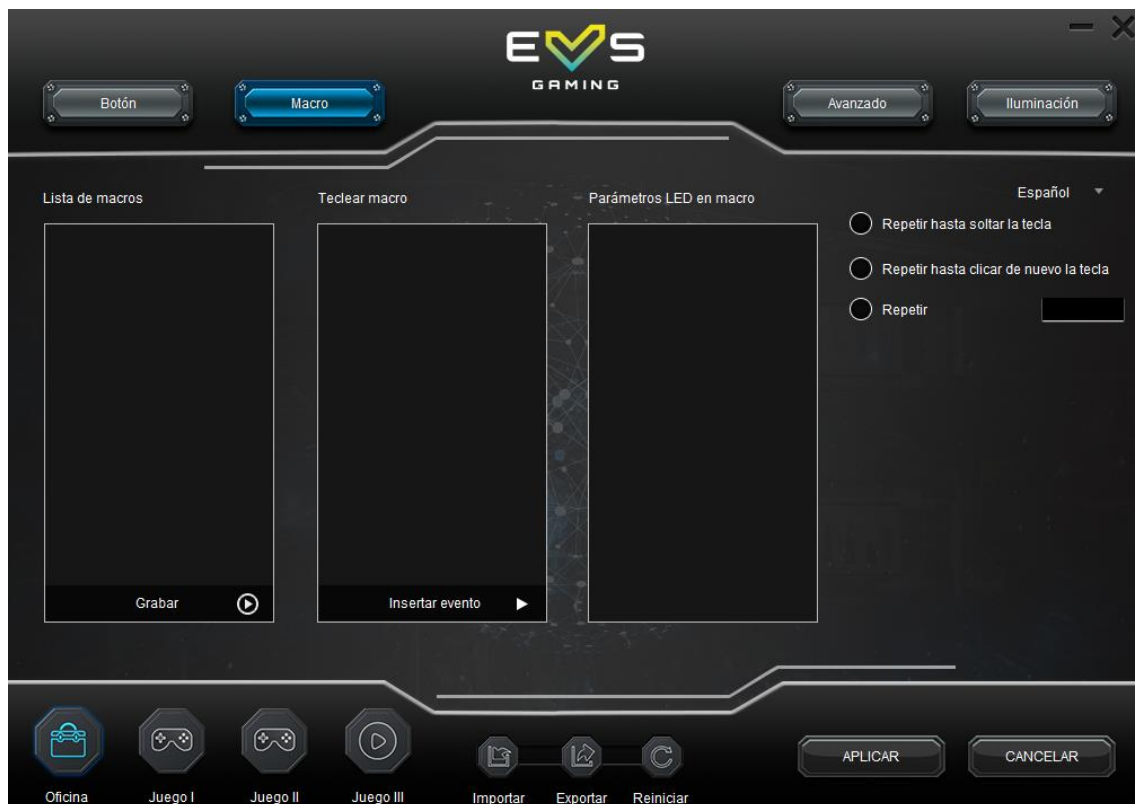 EVS
GAMING
Botón
Macro
Avanzado
Iluminación
Español
Lista de macros
Teclear macro
Parámetros LED en macro
Repetir hasta soltar la tecla
Repetir hasta clicar de nuevo la tecla
Repetir
Grabar
Insertar evento
Oficina
Juego I
Juego II
Juego III
Importar
Exportar
Reiniciar
APLICAR
CANCELAR